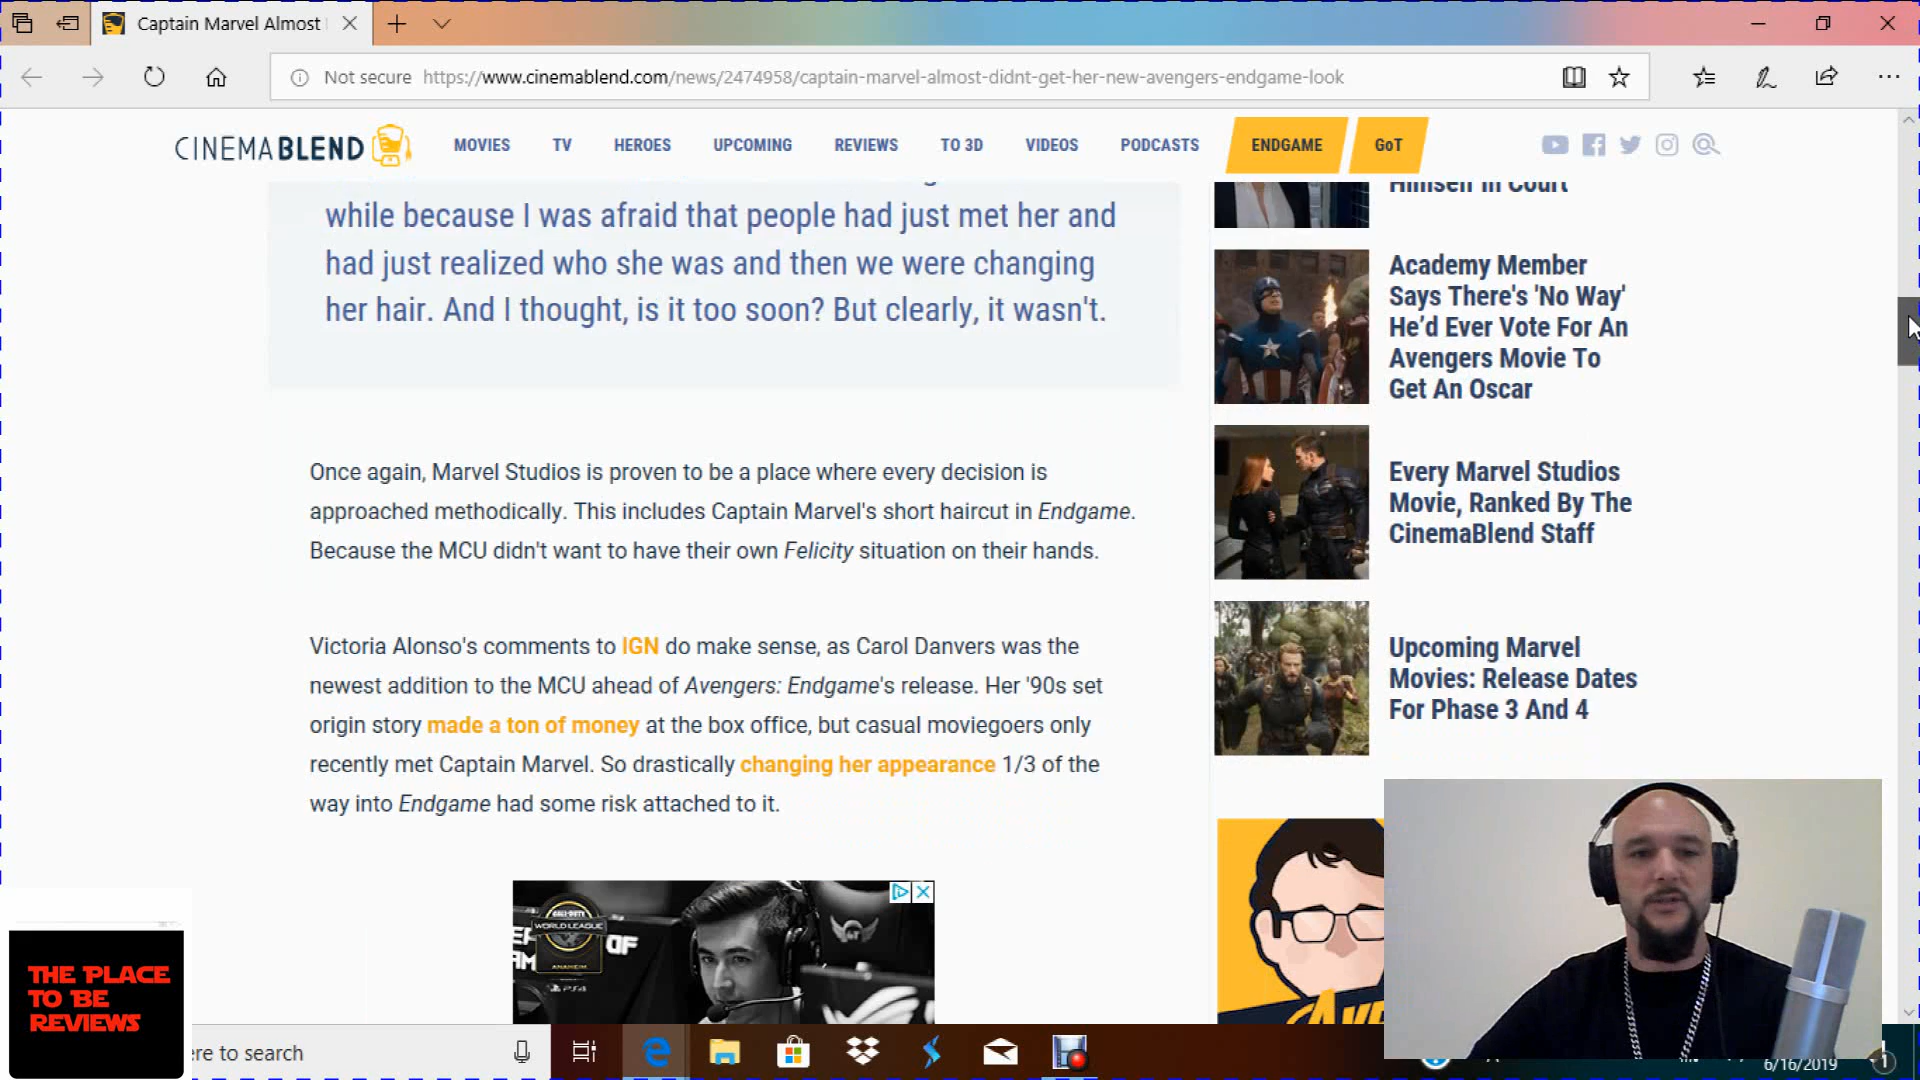 Captain Marvel Almost
Not secure https://www.cinemablend.com/news/2474958/captain-marvel-almost-didnt-get-her-new-avengers-endgame-look
CINEMABLEND
MOVIES TV HEROES UPCOMING REVIEWS TO 3D VIDEOS PODCASTS ENDGAME GoT
while because I was afraid that people had just met her and
had just realized who she was and then we were changing
her hair. And I thought, is it too soon? But clearly, it wasn't.
Once again, Marvel Studios is proven to be a place where every decision is
approached methodically. This includes Captain Marvel's short haircut in Endgame.
Because the MCU didn't want to have their own Felicity situation on their hands.
Victoria Alonso's comments to IGN do make sense, as Carol Danvers was the
newest addition to the MCU ahead of Avengers: Endgame's release. Her '90s set
origin story made a ton of money at the box office, but casual moviegoers only
recently met Captain Marvel. So drastically changing her appearance 1/3 of the
way into Endgame had some risk attached to it.
Himself In Court
Academy Member
Says There's 'No Way'
He'd Ever Vote For An
Avengers Movie To
Get An Oscar
Every Marvel Studios
Movie, Ranked By The
CinemaBlend Staff
Upcoming Marvel
Movies: Release Dates
For Phase 3 And 4
CALL OF DUTY
WORLD LEAGUE
ANAHEIM
PS4
OF
THE PLACE
TO BE
REVIEWS
ere to search
6/16/2019
1